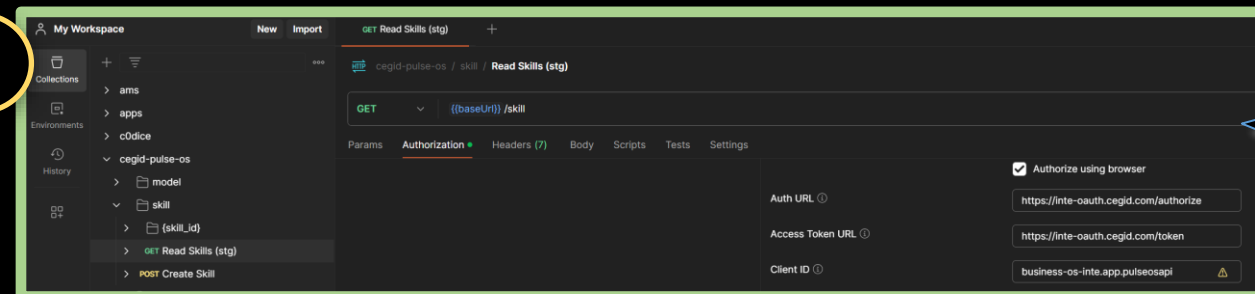 My Workspace New Import GET Read Skills (stg)
Collections
Environments
History
ams
apps
c0dice
cegid-pulse-os
model
skill
{skill_id}
GET Read Skills (stg)
POST Create Skill
HTTP cegid-pulse-os / skill / Read Skills (stg)
GET {{baseUrl}} /skill
Params Authorization Headers (7) Body Scripts Tests Settings
Authorize using browser
Auth URL https://inte-oauth.cegid.com/authorize
Access Token URL https://inte-oauth.cegid.com/token
Client ID business-os-inte.app.pulseosapi